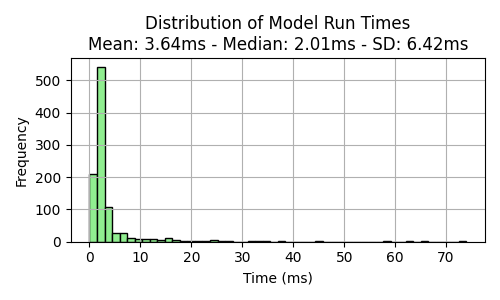 Distribution of Model Run Times
Mean: 3.64ms - Median: 2.01ms - SD: 6.42ms
Frequency
500
400
300
200
100
0
0 10 20 30 40 50 60 70
Time (ms)